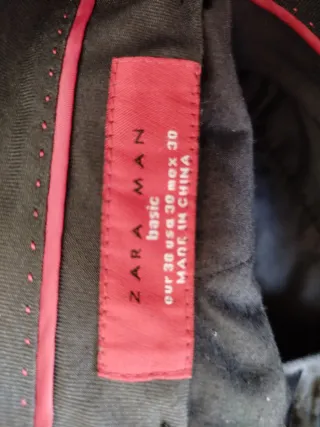 ZARA MAN
basic
eur 38 usa 30 mex 30
MADE IN CHINA